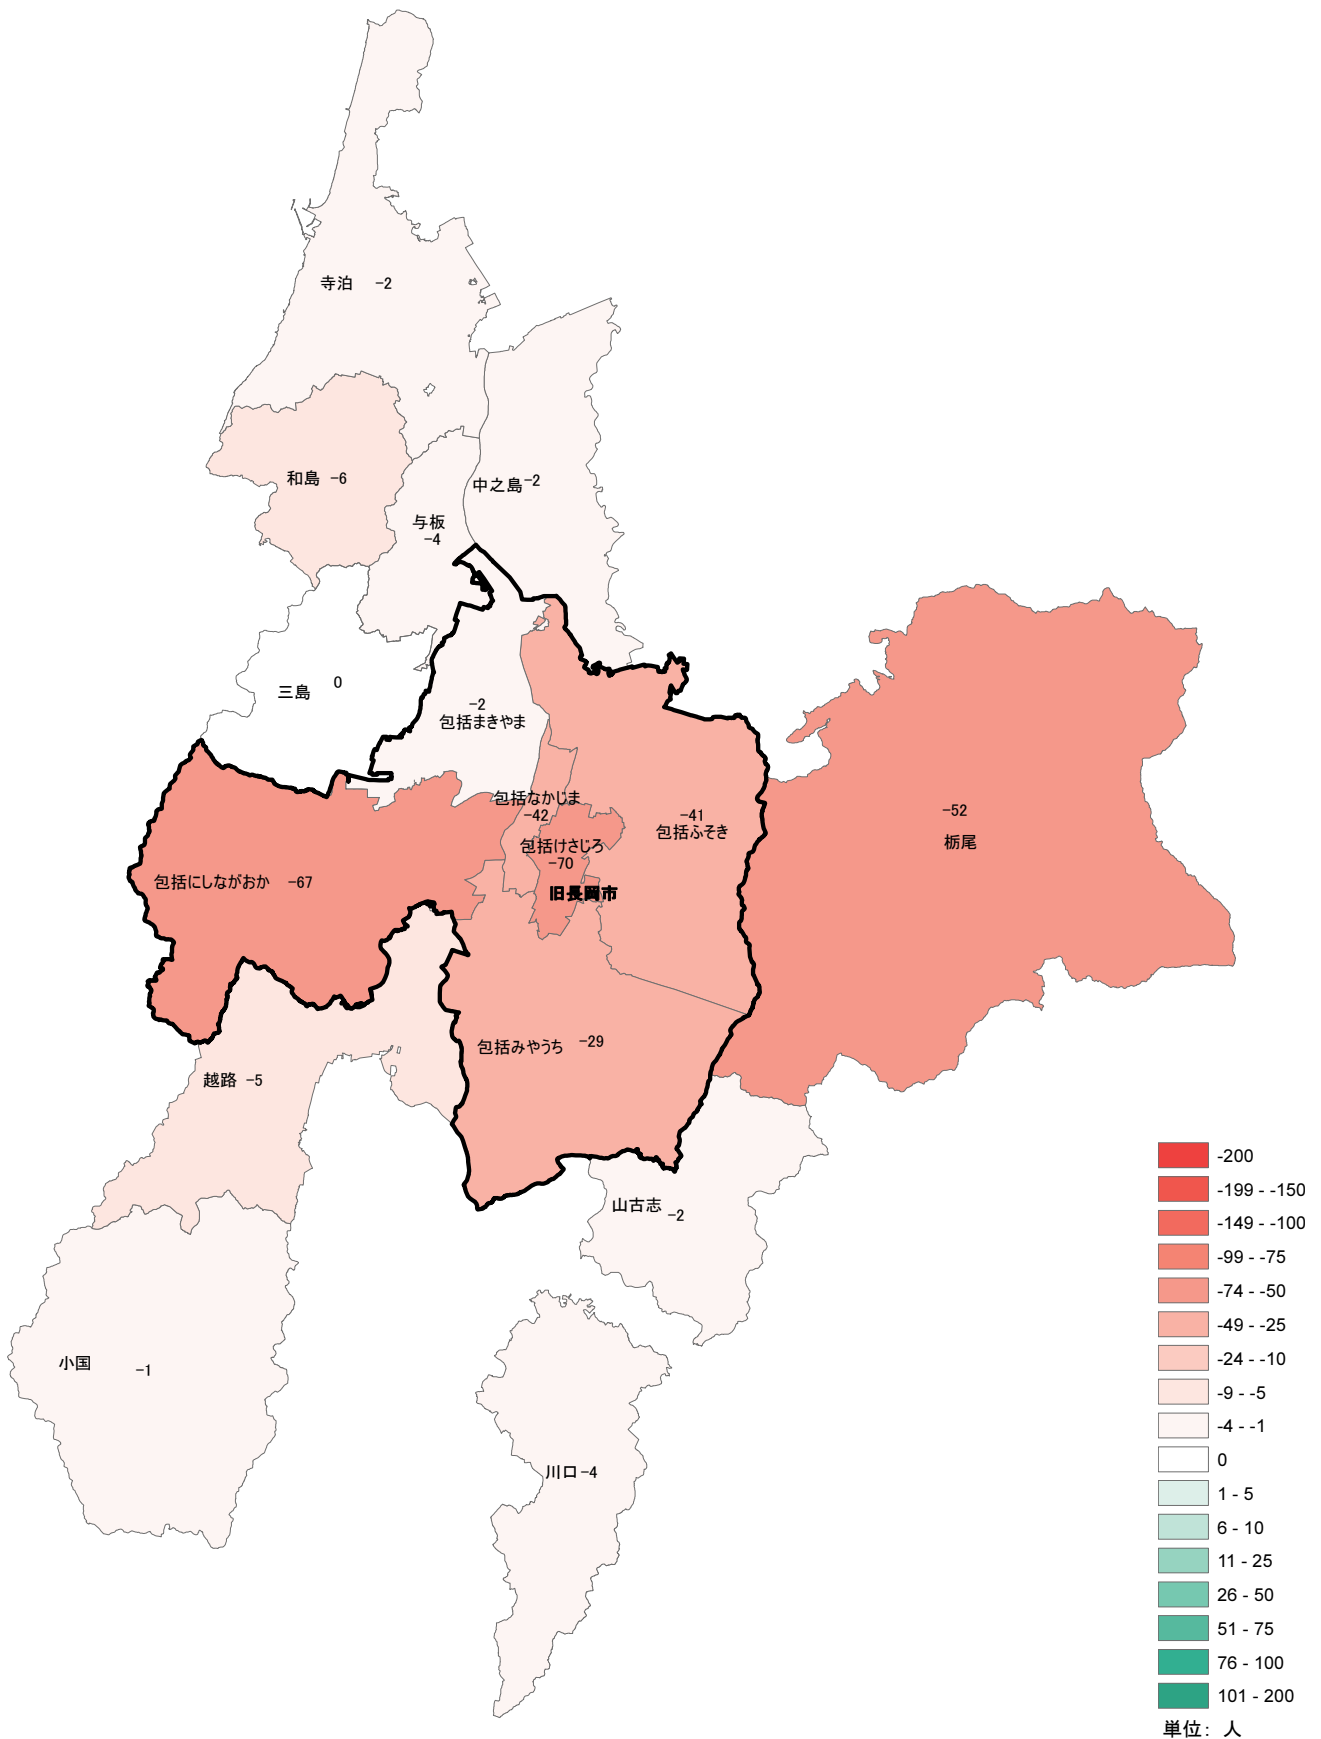 寺泊 -2
和島 -6
中之島 -2
与板
-4
三島 0
-2
包括まきやま
包括なかじま
-42
-41
包括ふそき
包括けさじろ
-70
旧長岡市
包括にしながおか -67
-52
栃尾
包括みやうち -29
越路 -5
山古志 -2
小国 -1
川口 -4
-200
-199 - -150
-149 - -100
-99 - -75
-74 - -50
-49 - -25
-24 - -10
-9 - -5
-4 - -1
0
1 - 5
6 - 10
11 - 25
26 - 50
51 - 75
76 - 100
101 - 200
単位： 人